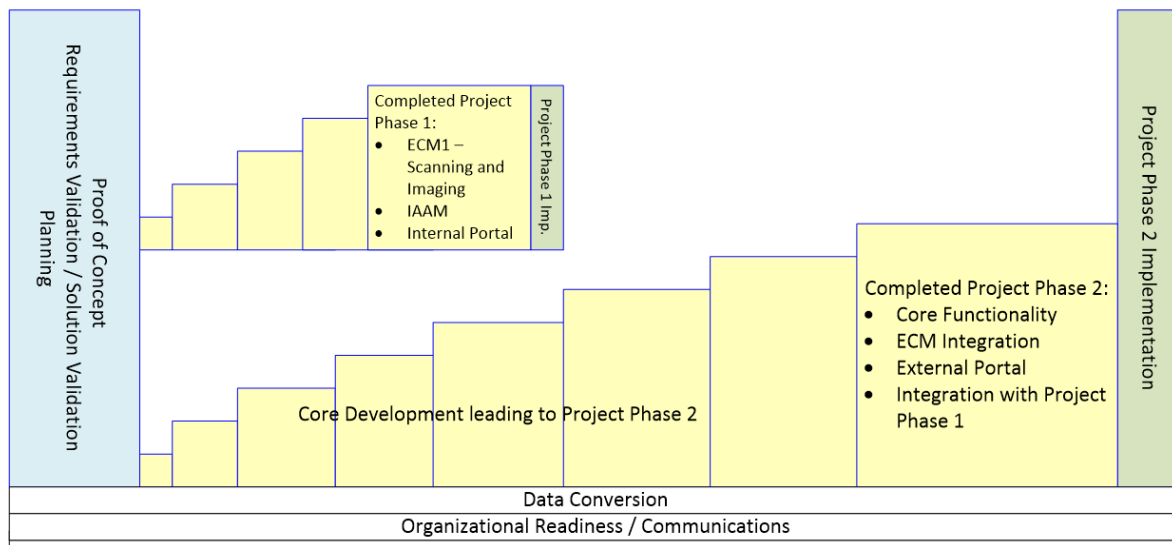 Proof of Concept
Requirements Validation / Solution Validation
Planning
Completed Project
Phase 1:
• ECM1 –
Scanning and
Imaging
• IAAM
• Internal Portal
Project Phase 1 Imp.
Core Development leading to Project Phase 2
Completed Project Phase 2:
• Core Functionality
• ECM Integration
• External Portal
• Integration with Project
Phase 1
Project Phase 2 Implementation
Data Conversion
Organizational Readiness / Communications